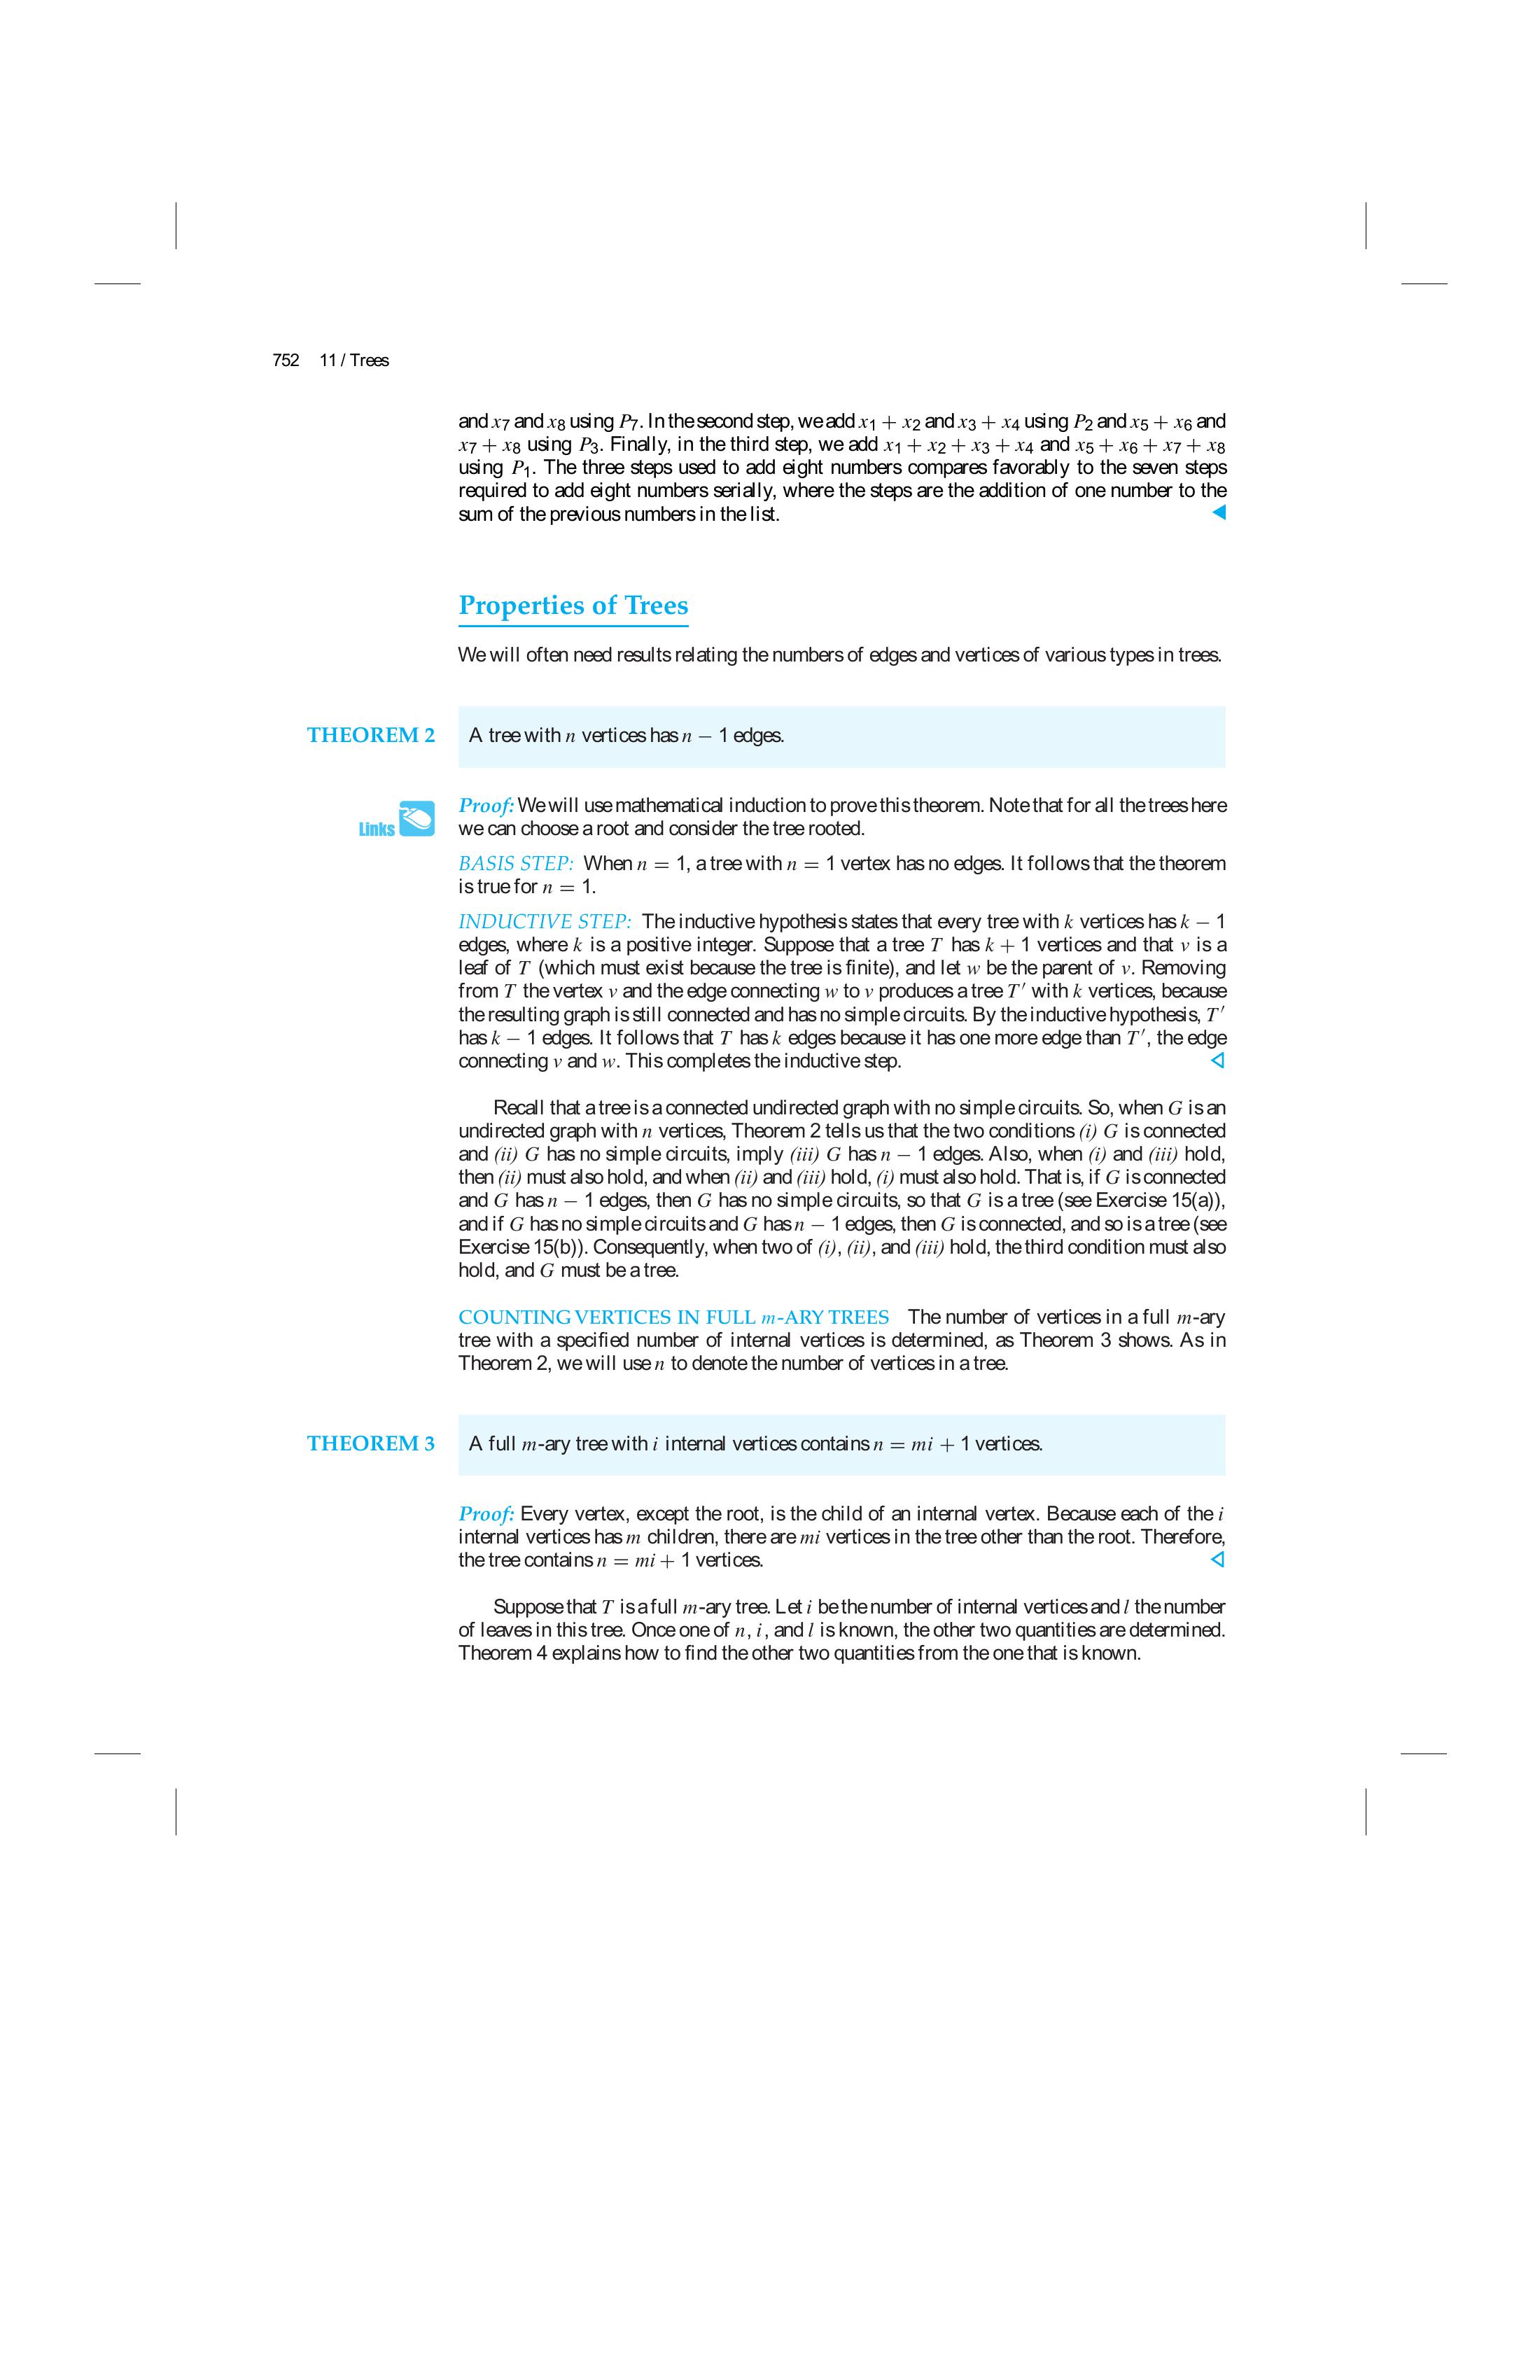 752 11 / Trees
and x7 and x8 using P7. In the second step, we add x1 + x2 and x3 + x4 using P2 and x5 + x6 and
x7 + x8 using P3. Finally, in the third step, we add x1 + x2 + x3 + x4 and x5 + x6 + x7 + x8
using P1. The three steps used to add eight numbers compares favorably to the seven steps
required to add eight numbers serially, where the steps are the addition of one number to the
sum of the previous numbers in the list.
Properties of Trees
We will often need results relating the numbers of edges and vertices of various types in trees.
THEOREM 2 A tree with n vertices has n − 1 edges.
Links
Proof: We will use mathematical induction to prove this theorem. Note that for all the trees here
we can choose a root and consider the tree rooted.
BASIS STEP: When n = 1, a tree with n = 1 vertex has no edges. It follows that the theorem
is true for n = 1.
INDUCTIVE STEP: The inductive hypothesis states that every tree with k vertices has k − 1
edges, where k is a positive integer. Suppose that a tree T has k + 1 vertices and that v is a
leaf of T (which must exist because the tree is finite), and let w be the parent of v. Removing
from T the vertex v and the edge connecting w to v produces a tree T′ with k vertices, because
the resulting graph is still connected and has no simple circuits. By the inductive hypothesis, T′
has k − 1 edges. It follows that T has k edges because it has one more edge than T′, the edge
connecting v and w. This completes the inductive step.
Recall that a tree is a connected undirected graph with no simple circuits. So, when G is an
undirected graph with n vertices, Theorem 2 tells us that the two conditions (i) G is connected
and (ii) G has no simple circuits, imply (iii) G has n − 1 edges. Also, when (i) and (iii) hold,
then (ii) must also hold, and when (ii) and (iii) hold, (i) must also hold. That is, if G is connected
and G has n − 1 edges, then G has no simple circuits, so that G is a tree (see Exercise 15(a)),
and if G has no simple circuits and G has n − 1 edges, then G is connected, and so is a tree (see
Exercise 15(b)). Consequently, when two of (i), (ii), and (iii) hold, the third condition must also
hold, and G must be a tree.
COUNTING VERTICES IN FULL m-ARY TREES The number of vertices in a full m-ary
tree with a specified number of internal vertices is determined, as Theorem 3 shows. As in
Theorem 2, we will use n to denote the number of vertices in a tree.
THEOREM 3 A full m-ary tree with i internal vertices contains n = mi + 1 vertices.
Proof: Every vertex, except the root, is the child of an internal vertex. Because each of the i
internal vertices has m children, there are mi vertices in the tree other than the root. Therefore,
the tree contains n = mi + 1 vertices.
Suppose that T is a full m-ary tree. Let i be the number of internal vertices and l the number
of leaves in this tree. Once one of n, i, and l is known, the other two quantities are determined.
Theorem 4 explains how to find the other two quantities from the one that is known.